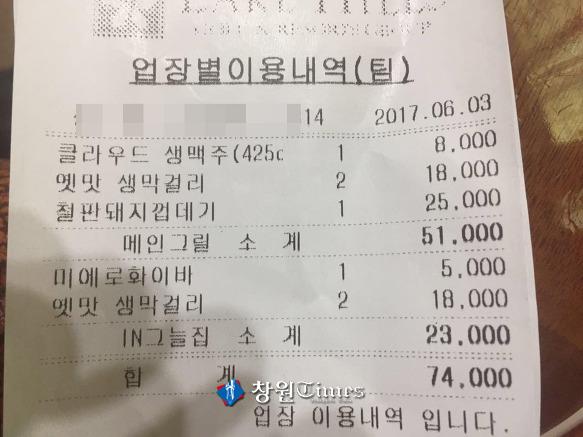 업장별이용내역(팀)
14 2017.06.03
클라우드 생맥주(425c 1 8,000
옛맛 생막걸리 2 18,000
철판돼지껍데기 1 25,000
메인그릴 소 계 51,000
미에로화이바 1 5,000
옛맛 생막걸리 2 18,000
IN그늘집 소 계 23,000
합 계 74,000
창원Times
업장 이용내역 입니다.